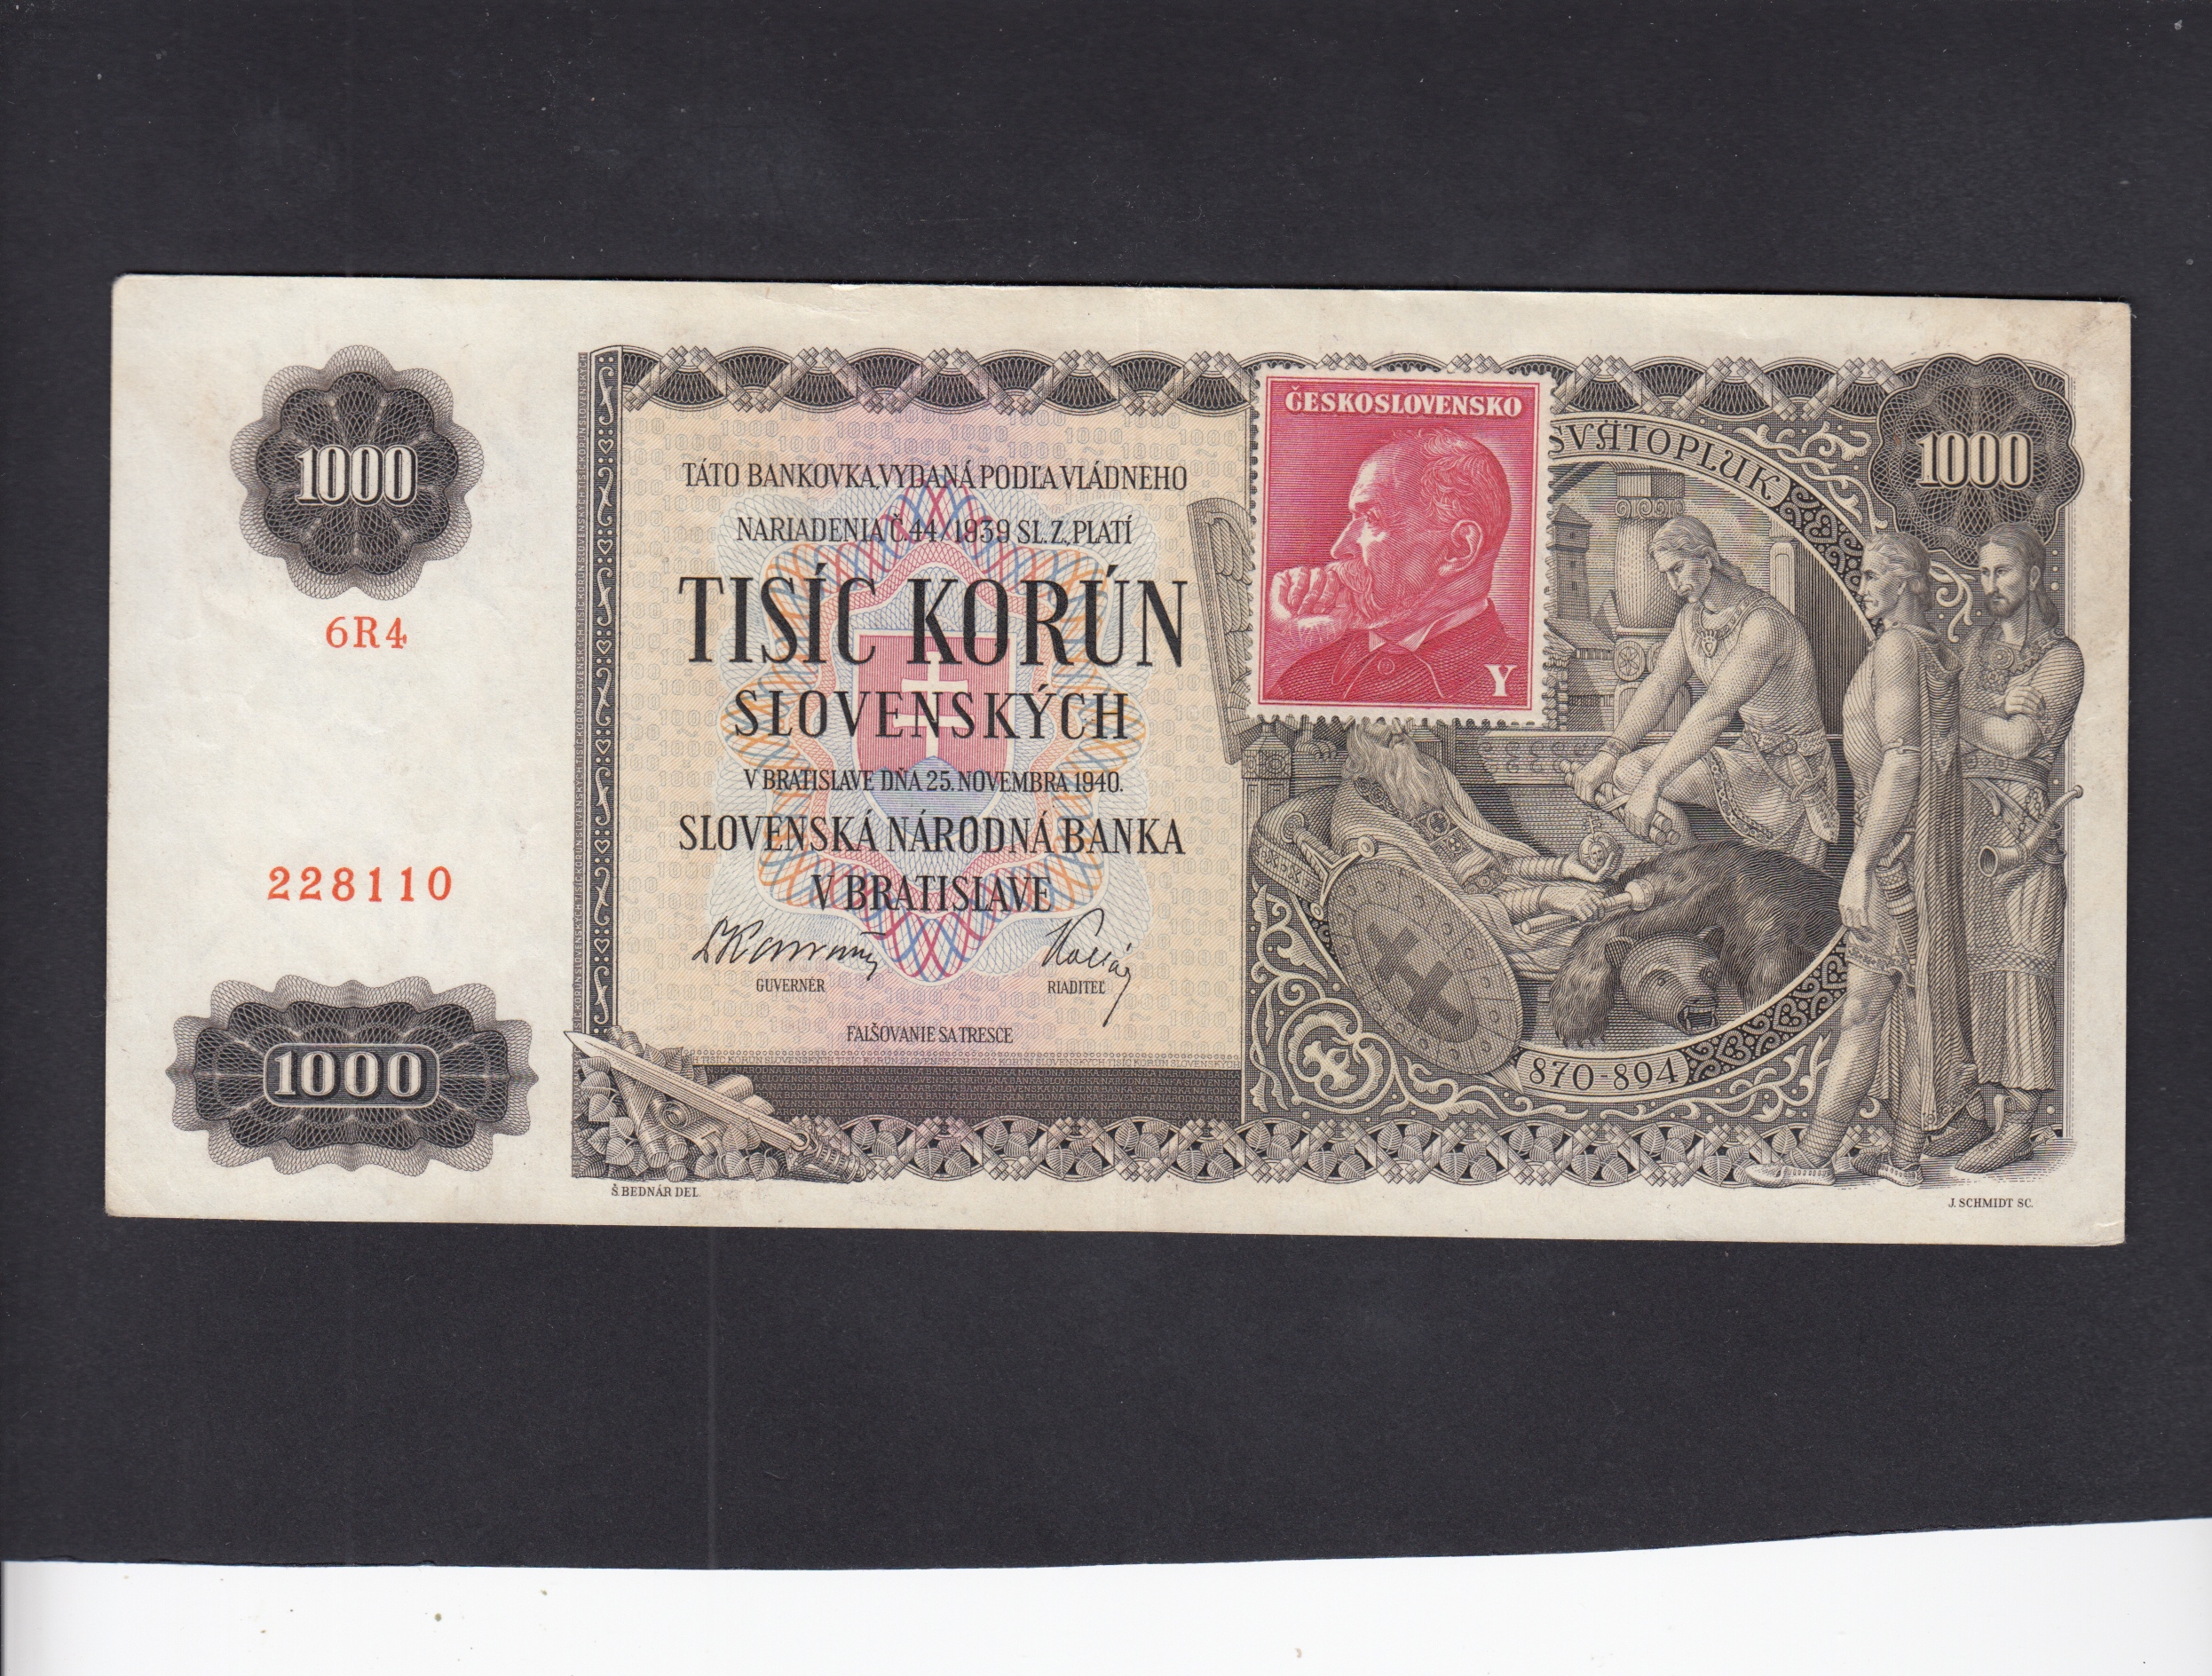 1000
6R4
228110
1000
TÁTO BANKOVKA, VYDANÁ PODĽA VLÁDNEHO
NARIADENIA Č. 44/1939 SL. Z., PLATÍ
TISÍC KORÚN
SLOVENSKÝCH
V BRATISLAVE DŇA 25. NOVEMBRA 1940.
SLOVENSKÁ NÁRODNÁ BANKA
V BRATISLAVE
GUVERNÉR
RIADITEĽ
FALŠOVANIE SA TRESCE
ČESKOSLOVENSKO
Y
SVÄTOPLUK
1000
870-894
Š. BEDNÁR DEL.
J. SCHMIDT SC.